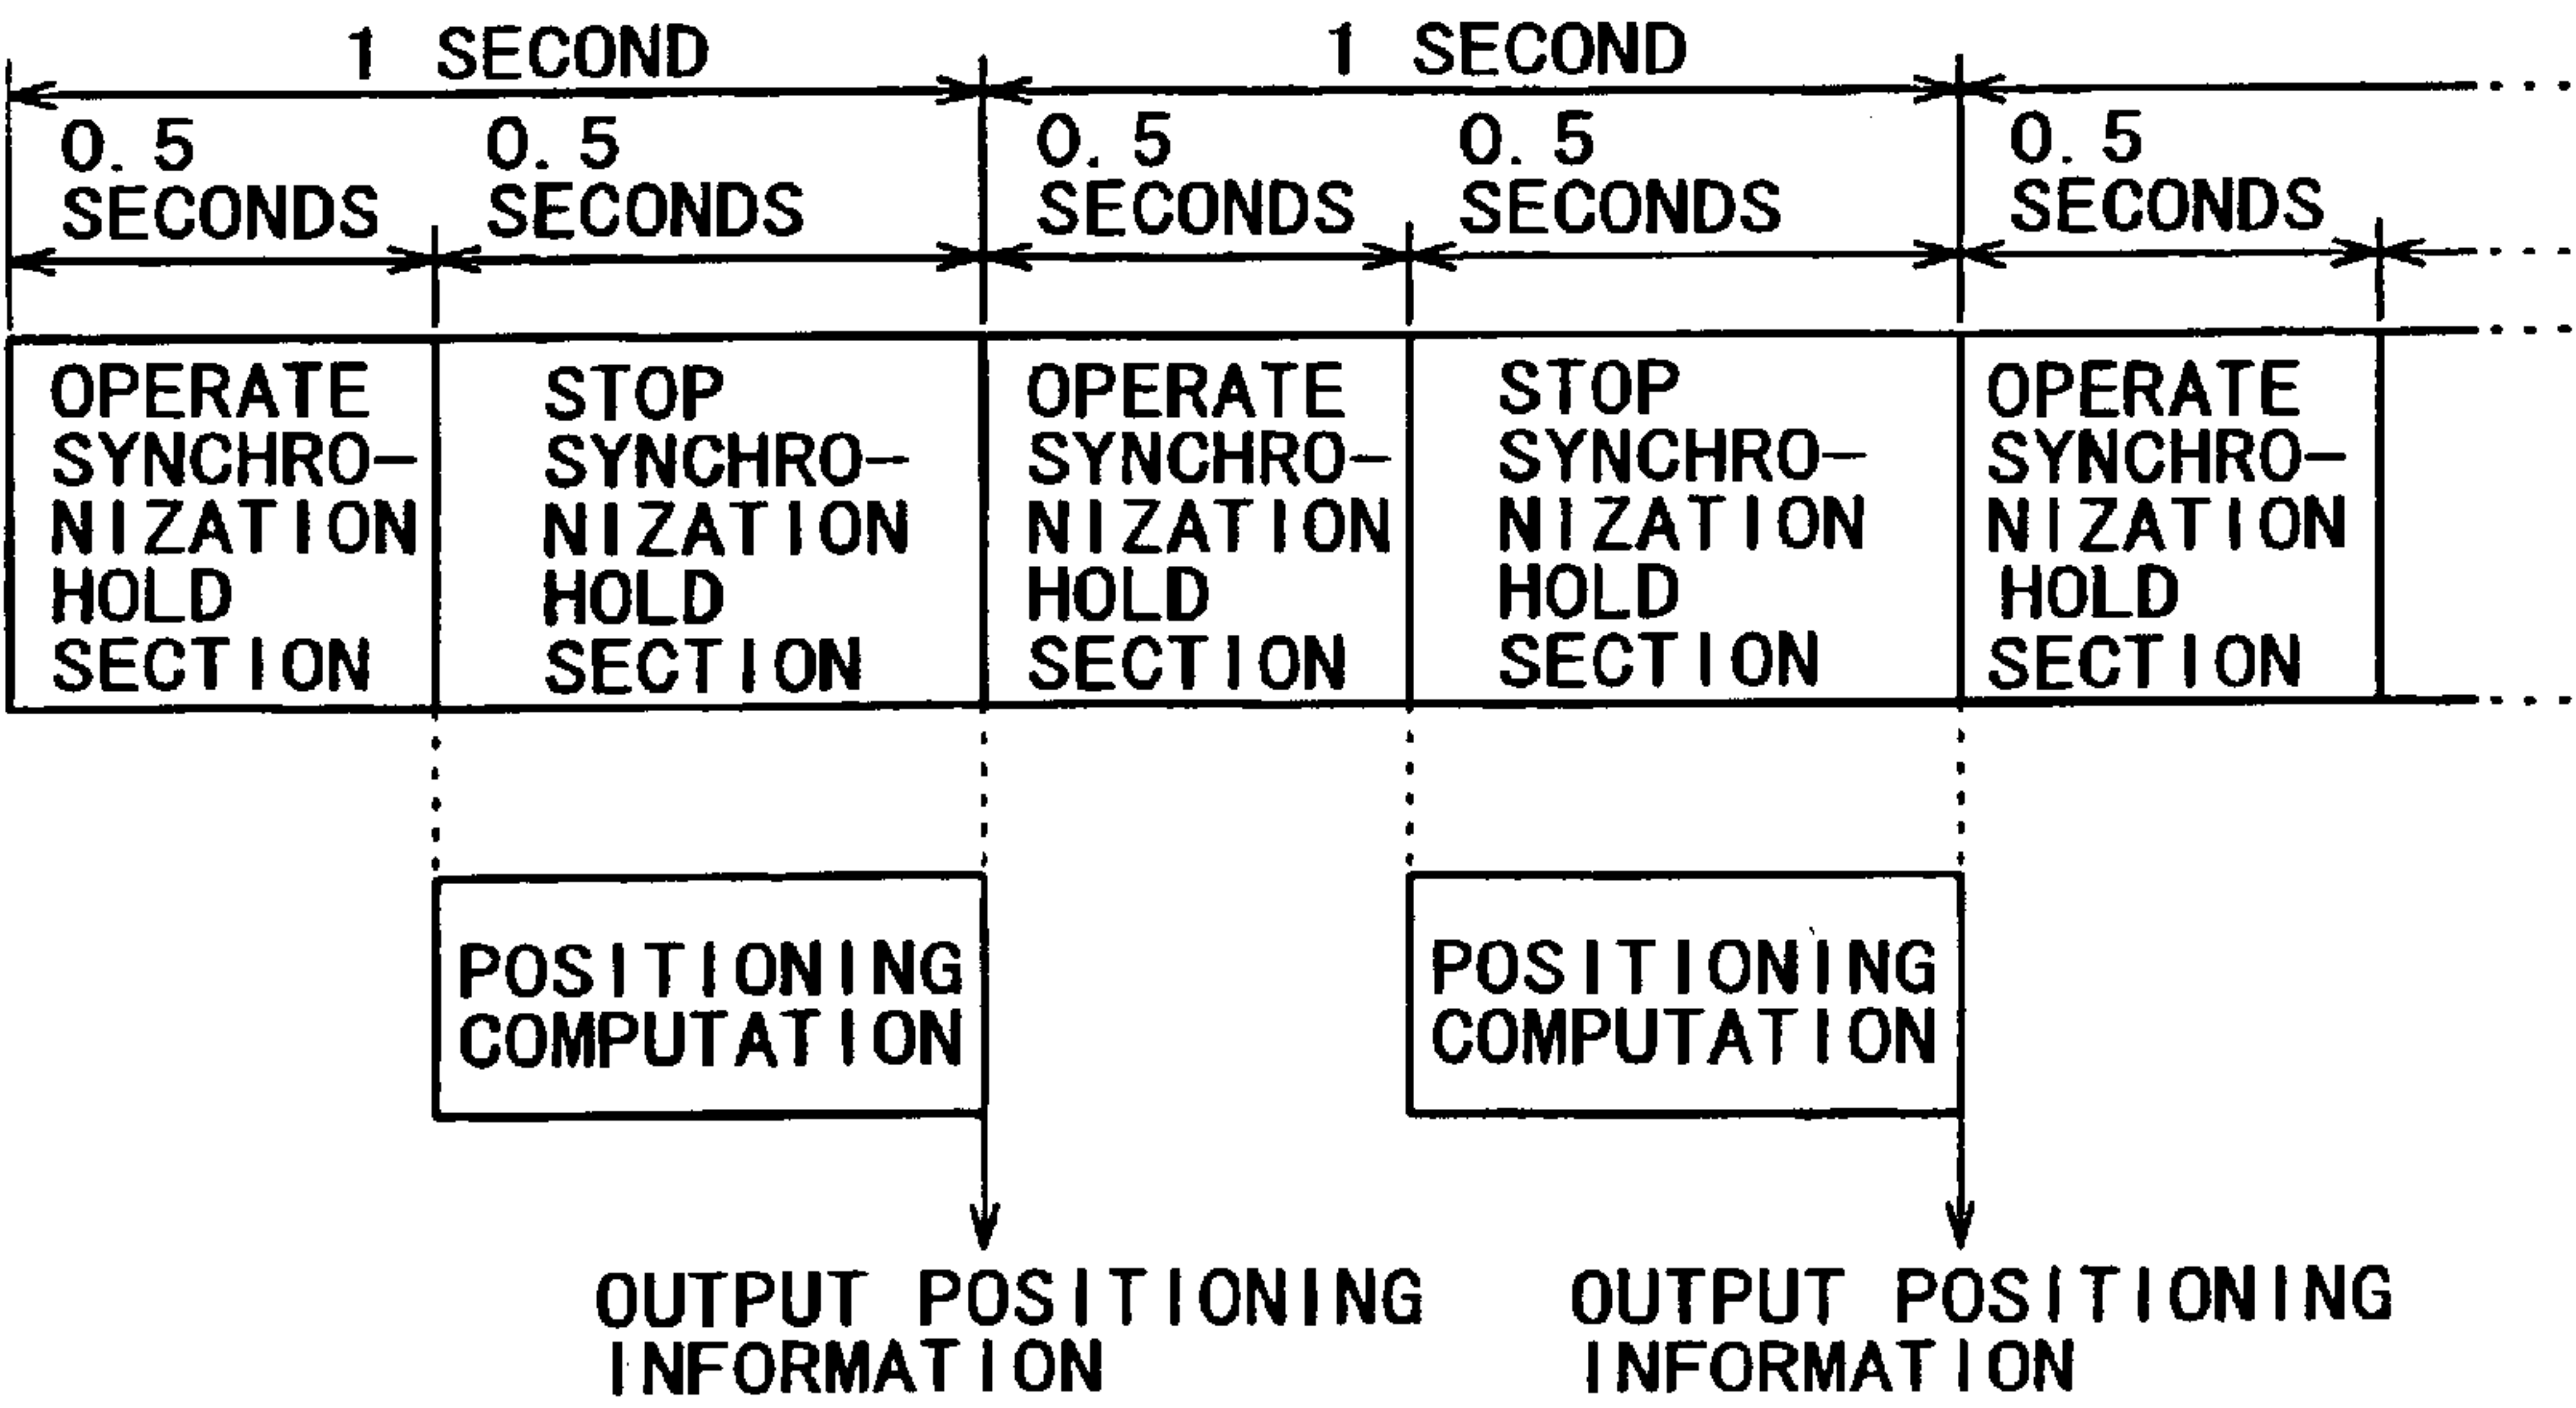 1 SECOND
1 SECOND
0.5
SECONDS
0.5
SECONDS
0.5
SECONDS
0.5
SECONDS
0.5
SECONDS
OPERATE
SYNCHRO-
NIZATION
HOLD
SECTION
STOP
SYNCHRO-
NIZATION
HOLD
SECTION
OPERATE
SYNCHRO-
NIZATION
HOLD
SECTION
STOP
SYNCHRO-
NIZATION
HOLD
SECTION
OPERATE
SYNCHRO-
NIZATION
HOLD
SECTION
POSITIONING
COMPUTATION
POSITIONING
COMPUTATION
OUTPUT POSITIONING
INFORMATION
OUTPUT POSITIONING
INFORMATION